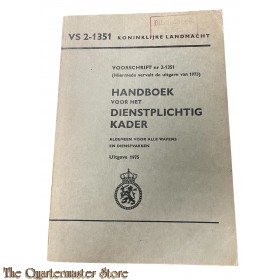 VS 2-1351 KONINKLIJKE LANDMACHT
VOORSCHRIFT nr 2-1351
(Hiermede vervalt de uitgave van 1973)
HANDBOEK
VOOR HET
DIENSTPLICHTIG
KADER
ALGEMEEN VOOR ALLE WAPENS
EN DIENSTVAKKEN
Uitgave 1975
© The Quartermaster Store